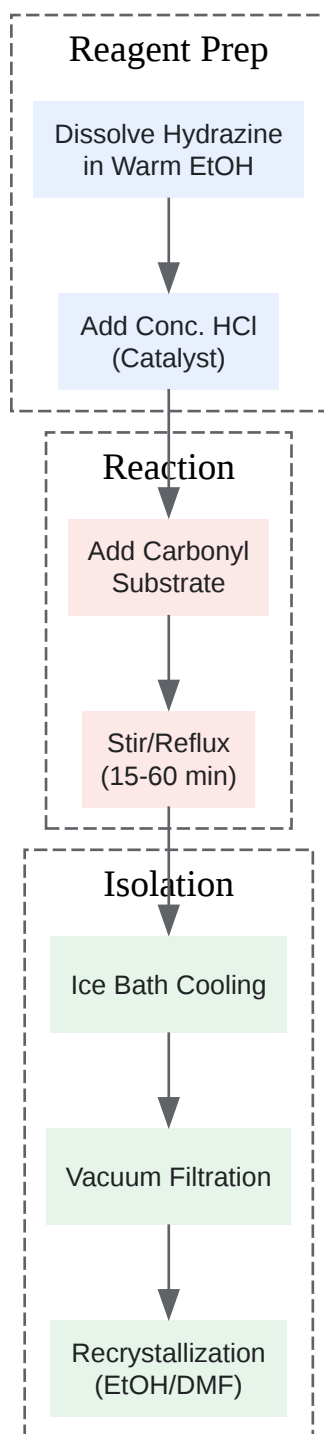 Reagent Prep
Dissolve Hydrazine
in Warm EtOH
Add Conc. HCl
(Catalyst)
Reaction
Add Carbonyl
Substrate
Stir/Reflux
(15-60 min)
Isolation
Ice Bath Cooling
Vacuum Filtration
Recrystallization
(EtOH/DMF)